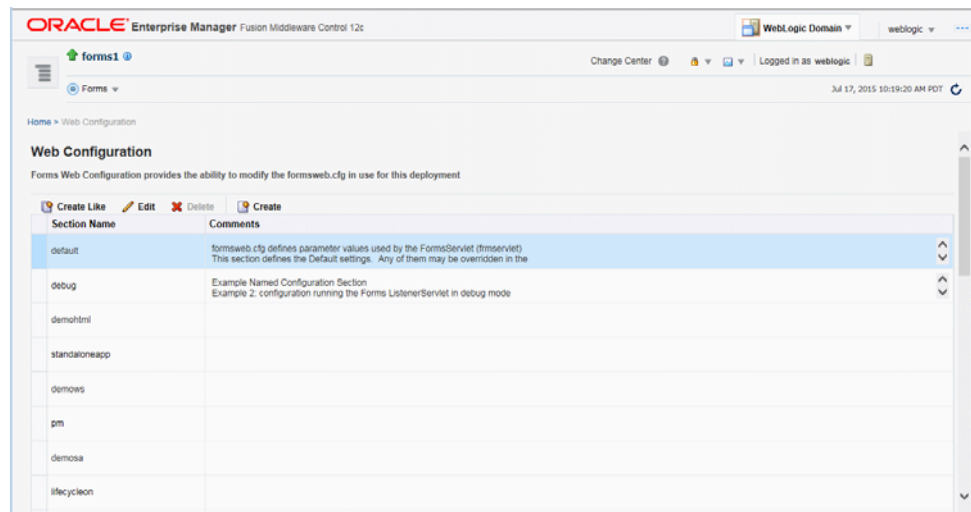 ORACLE Enterprise Manager Fusion Middleware Control 12c
WebLogic Domain
weblogic
forms1
Change Center
Logged in as weblogic
Forms
Jul 17, 2015 10:19:20 AM PDT
Home > Web Configuration
Web Configuration
Forms Web Configuration provides the ability to modify the formsweb.cfg in use for this deployment
Create Like Edit Delete Create
Section Name Comments
default
formsweb.cfg defines parameter values used by the FormsServlet (frmservlet)
This section defines the Default settings. Any of them may be overridden in the
debug
Example Named Configuration Section
Example 2: configuration running the Forms ListenerServlet in debug mode
demohtml
standaloneapp
demows
pm
demosa
lifecycleon